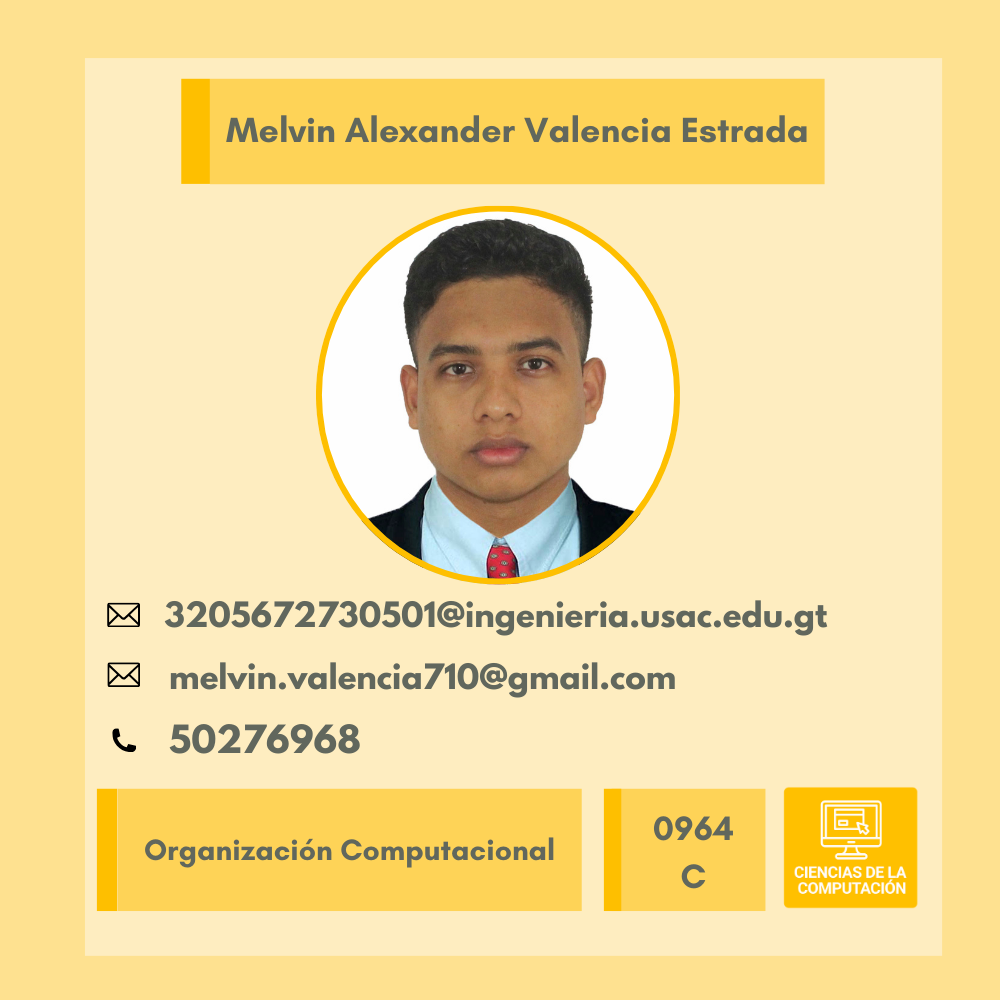 Melvin Alexander Valencia Estrada
3205672730501@ingenieria.usac.edu.gt
melvin.valencia710@gmail.com
50276968
Organización Computacional
0964
C
CIENCIAS DE LA
COMPUTACIÓN